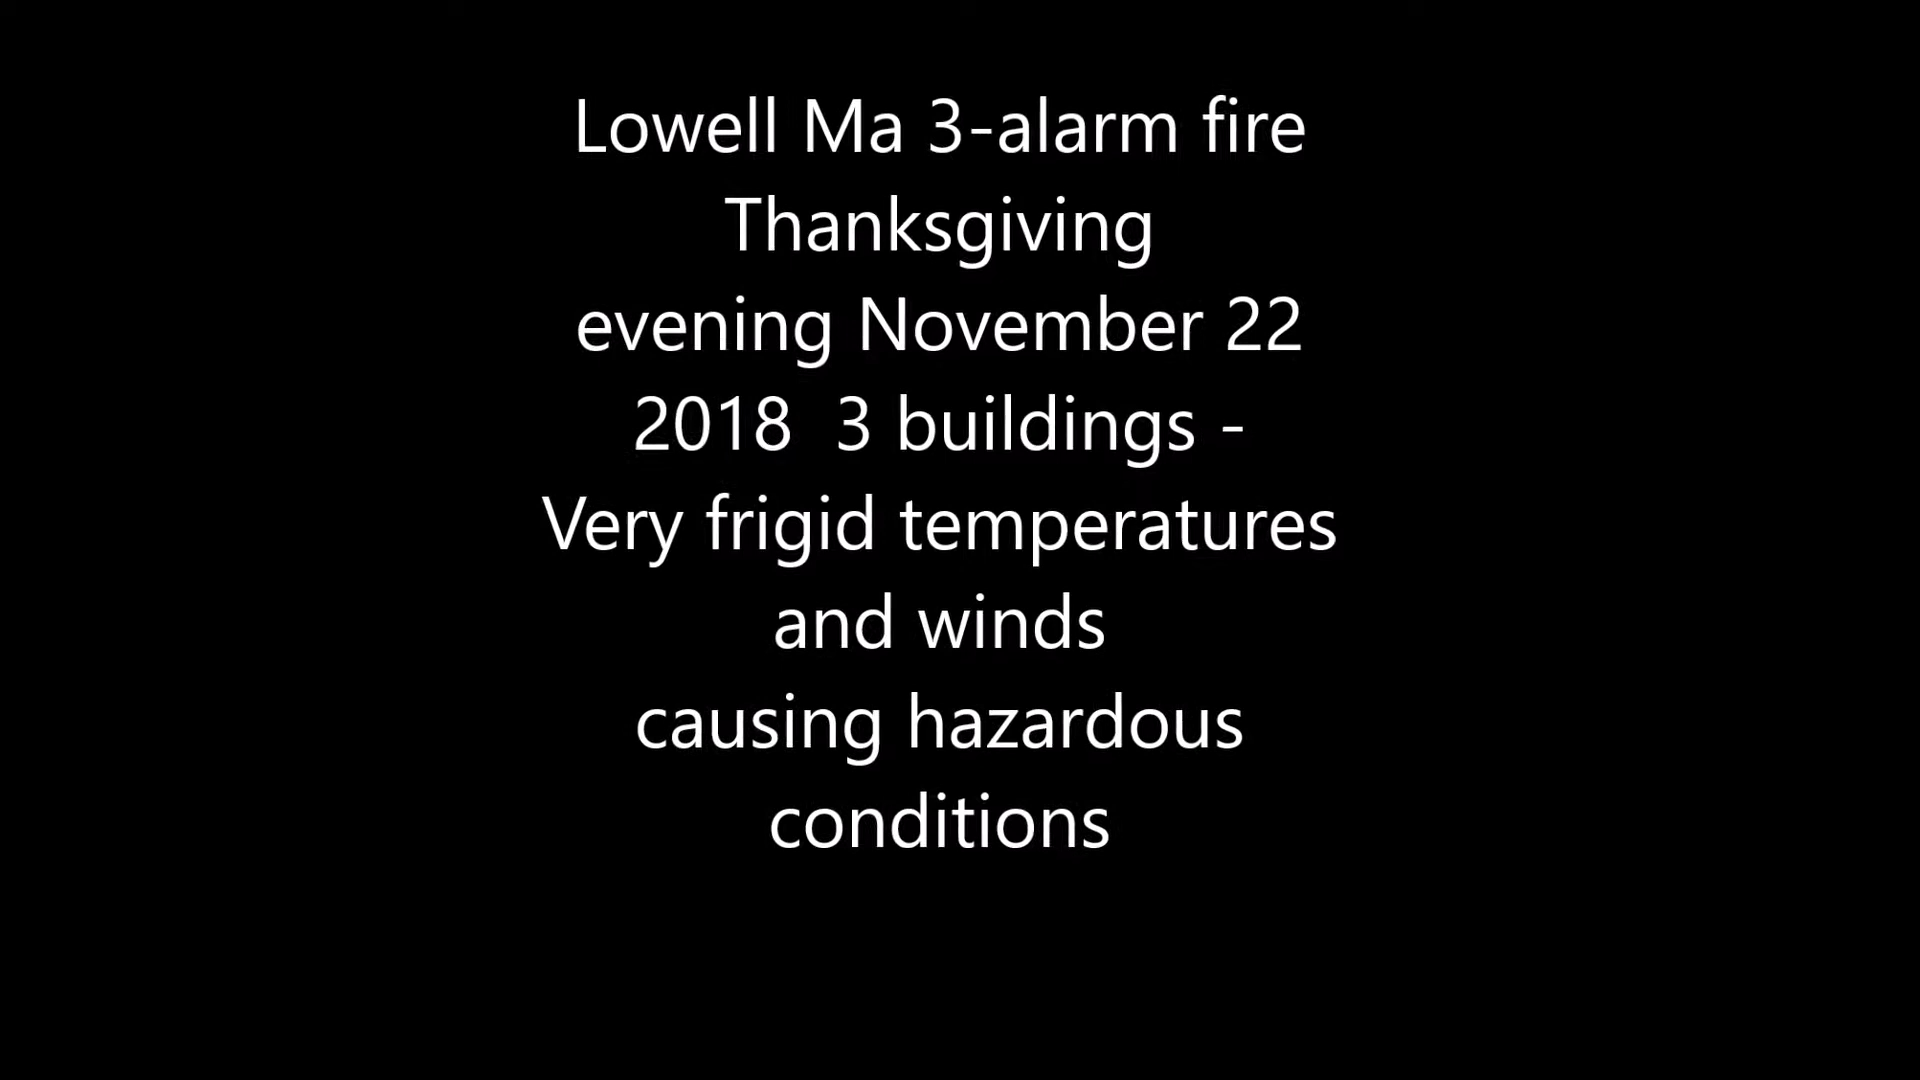 Lowell Ma 3-alarm fire
Thanksgiving
evening November 22
2018  3 buildings -
Very frigid temperatures
and winds
causing hazardous
conditions